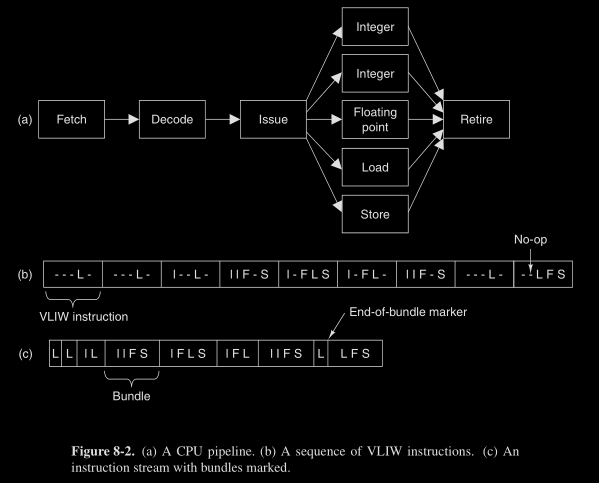 Integer
Integer
(a) Fetch Decode Issue Floating point Retire
Load
Store
No-op
(b) - - - L - - - - L - I - - L - I I F - S I - F L S I - F L - I I F - S - - - L - - - L F S
VLIW instruction
End-of-bundle marker
(c) L L I L I I F S I F L S I F L I I F S L L F S
Bundle
Figure 8-2. (a) A CPU pipeline. (b) A sequence of VLIW instructions. (c) An
instruction stream with bundles marked.